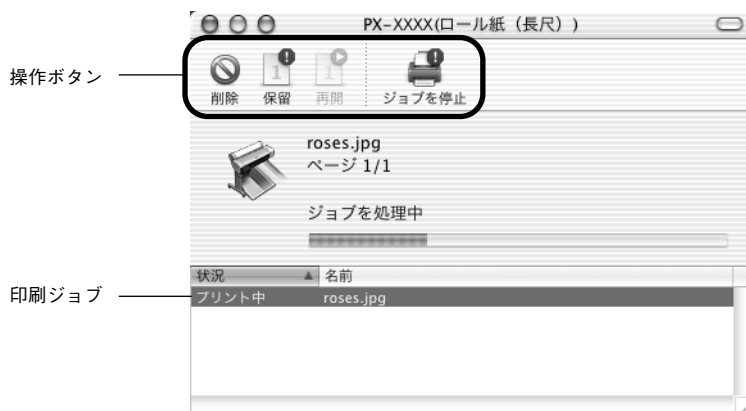 PX-XXXX(ロール紙（長尺）)
操作ボタン
削除 保留 再開 ジョブを停止
roses.jpg
ページ 1/1
ジョブを処理中
状況 名前
印刷ジョブ
プリント中 roses.jpg